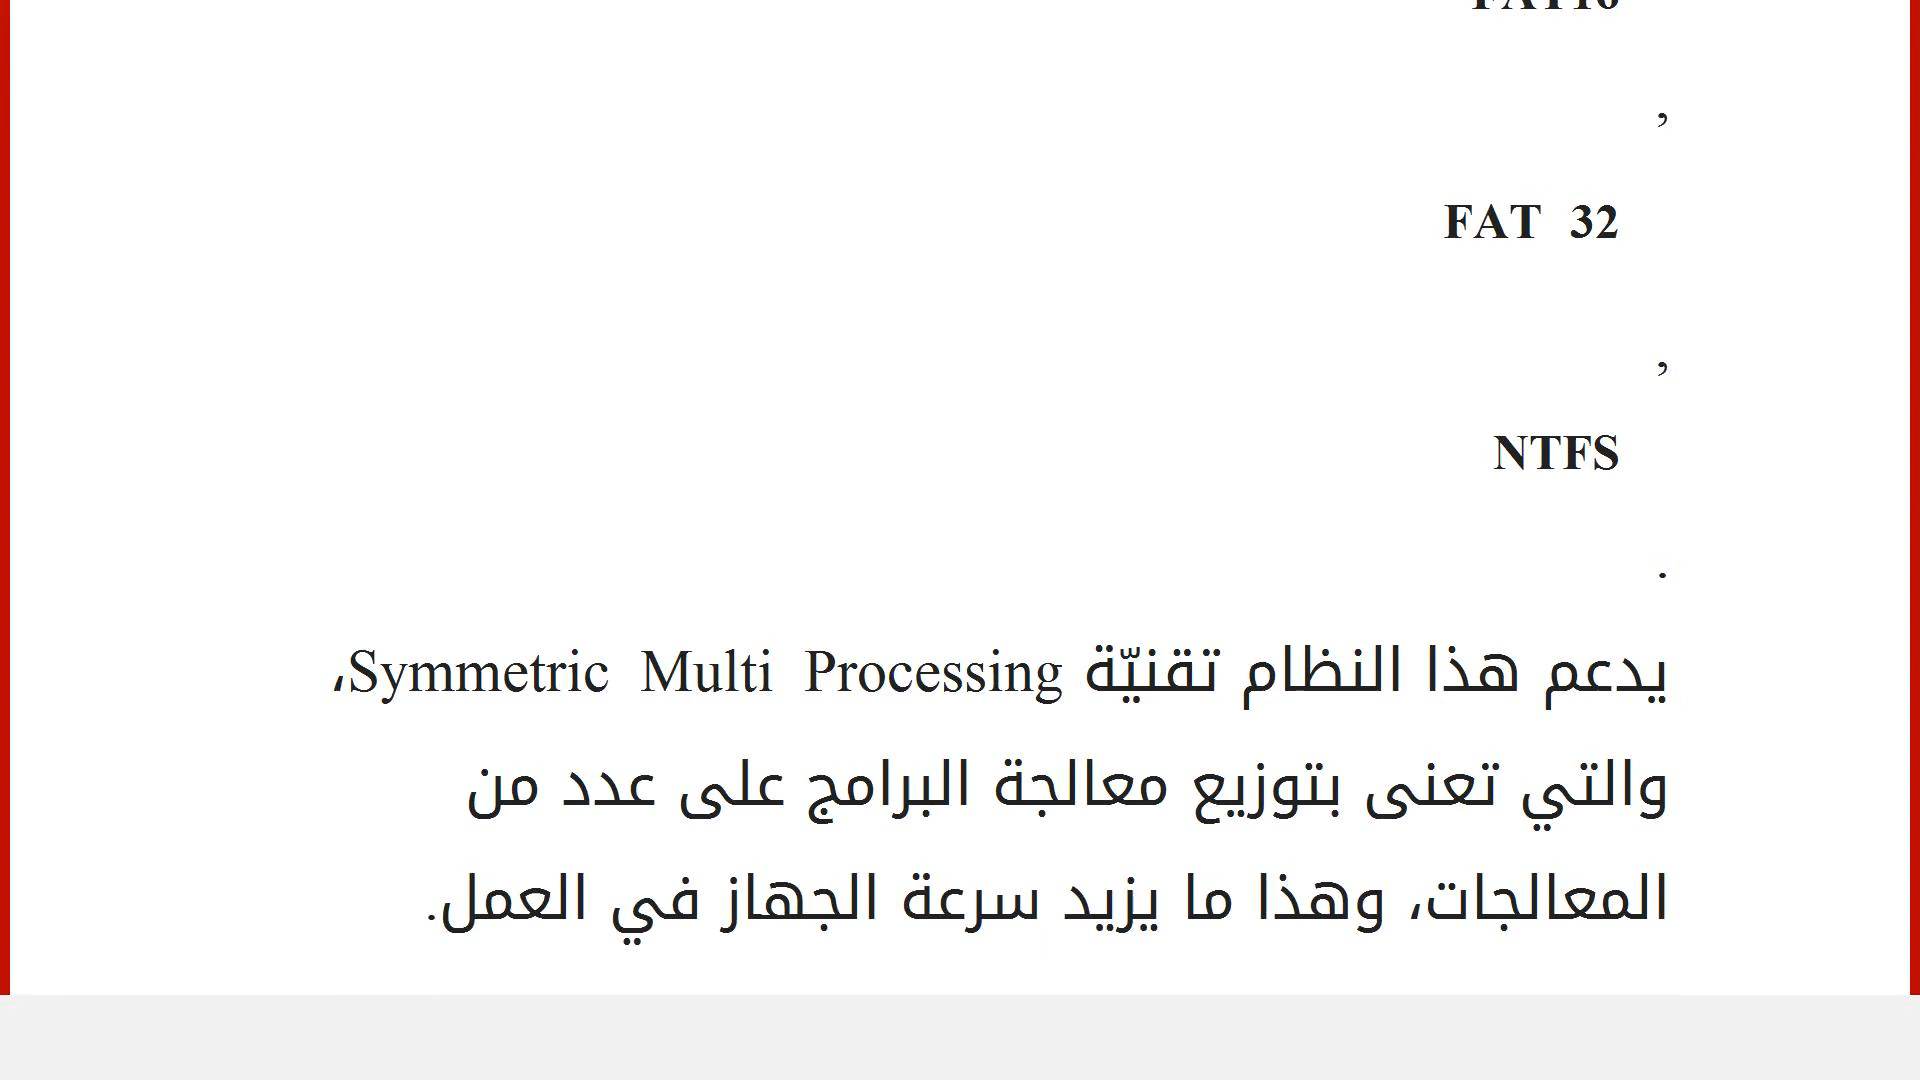 FAT16
,
FAT 32
,
NTFS
.
يدعم هذا النظام تقنيّة Symmetric Multi Processing،
والتي تعنى بتوزيع معالجة البرامج على عدد من
المعالجات، وهذا ما يزيد سرعة الجهاز في العمل.